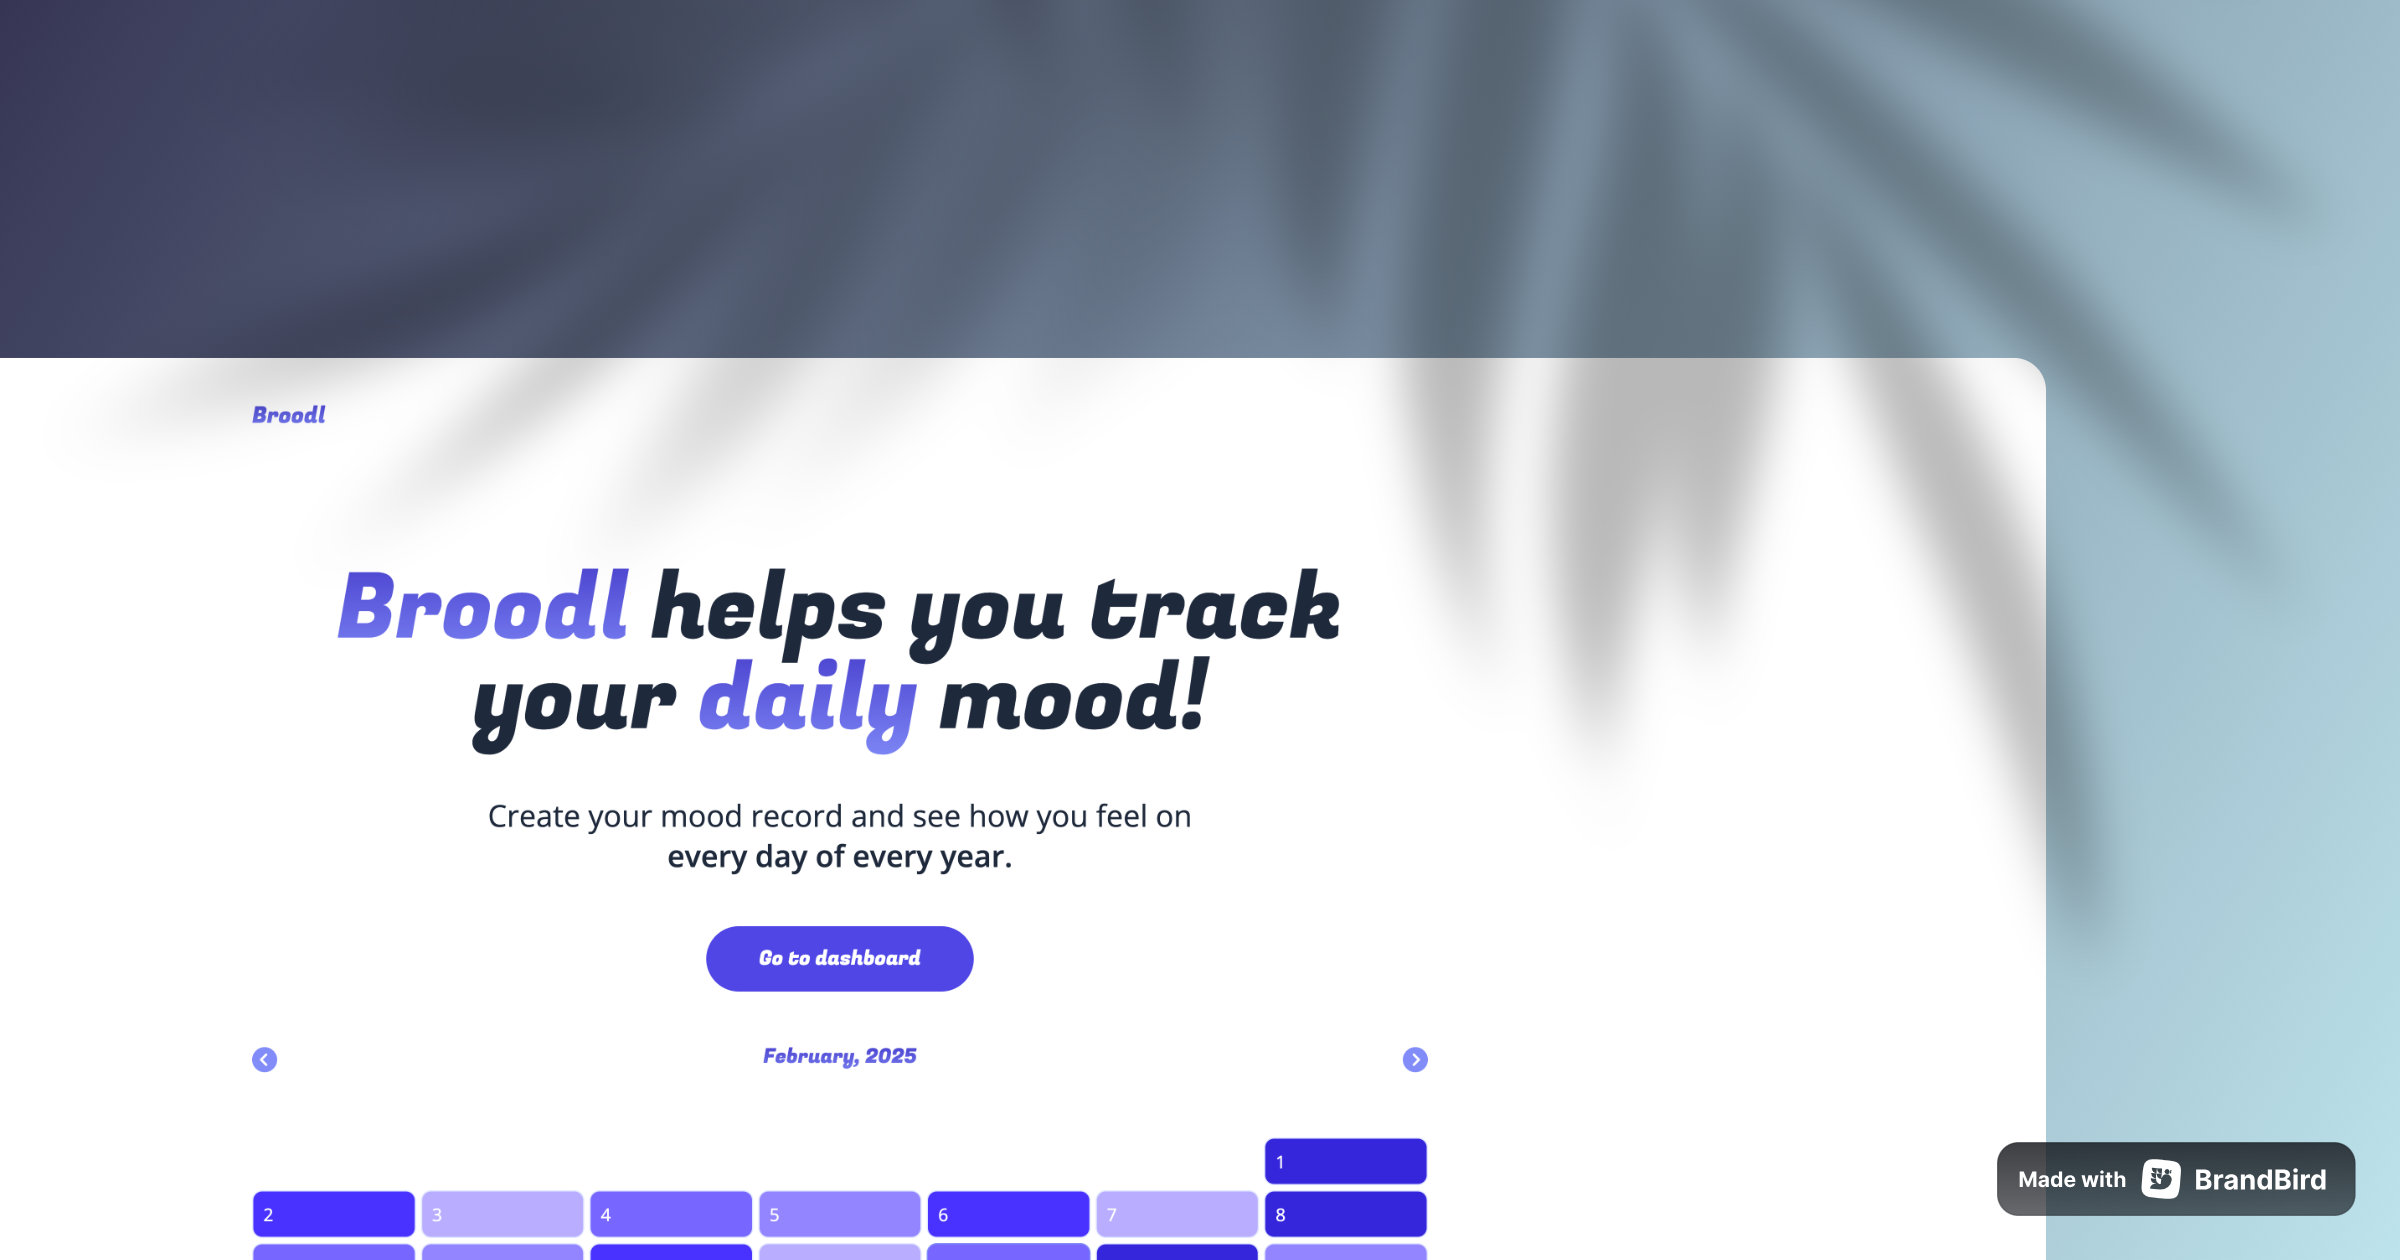 Broodl
Broodl helps you track
your daily mood!
Create your mood record and see how you feel on
every day of every year.
Go to dashboard
February, 2025
1
2 3 4 5 6 7 8
Made with BrandBird